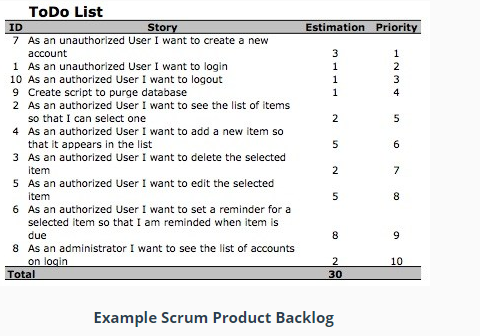 ToDo List
ID Story Estimation Priority
7 As an unauthorized User I want to create a new
account 3 1
1 As an unauthorized User I want to login 1 2
10 As an authorized User I want to logout 1 3
9 Create script to purge database 1 4
2 As an authorized User I want to see the list of items
so that I can select one 2 5
4 As an authorized User I want to add a new item so
that it appears in the list 5 6
3 As an authorized User I want to delete the selected
item 2 7
5 As an authorized User I want to edit the selected
item 5 8
6 As an authorized User I want to set a reminder for a
selected item so that I am reminded when item is
due 8 9
8 As an administrator I want to see the list of accounts
on login 2 10
Total 30
Example Scrum Product Backlog